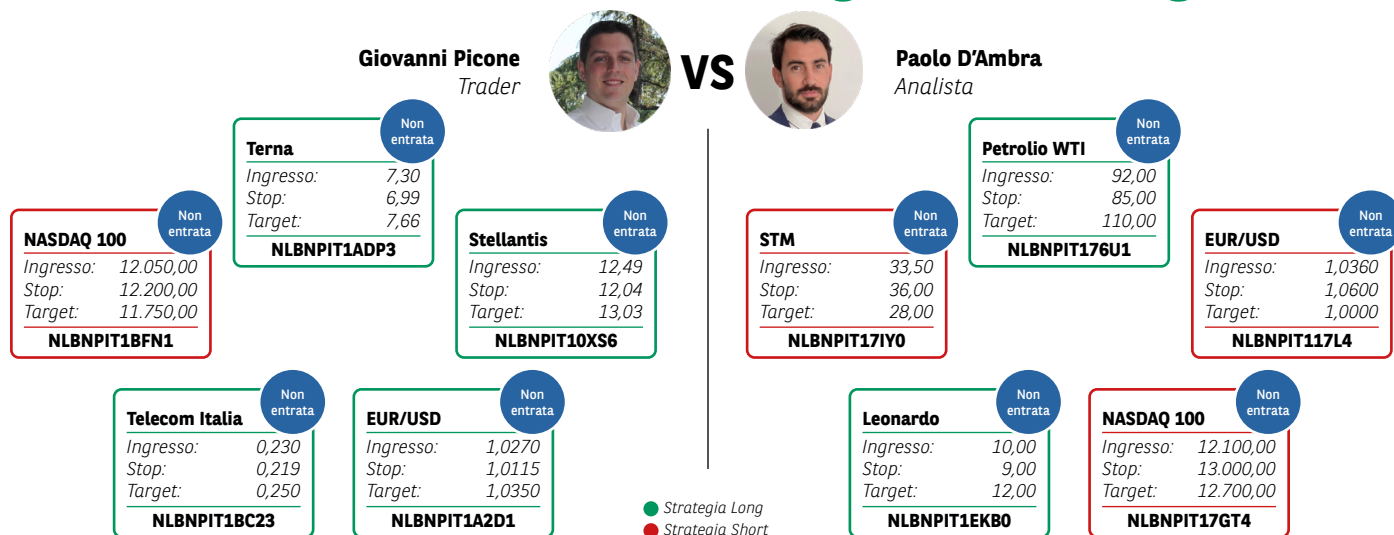 Giovanni Picone
Trader
VS
Paolo D'Ambra
Analista
Non
entrata
Terna
Ingresso: 7,30
Stop: 6,99
Target: 7,66
NLBNPIT1ADP3
Non
entrata
NASDAQ 100
Ingresso: 12.050,00
Stop: 12.200,00
Target: 11.750,00
NLBNPIT1BFN1
Non
entrata
Stellantis
Ingresso: 12,49
Stop: 12,04
Target: 13,03
NLBNPIT10XS6
Non
entrata
Telecom Italia
Ingresso: 0,230
Stop: 0,219
Target: 0,250
NLBNPIT1BC23
Non
entrata
EUR/USD
Ingresso: 1,0270
Stop: 1,0115
Target: 1,0350
NLBNPIT1A2D1
Non
entrata
Petrolio WTI
Ingresso: 92,00
Stop: 85,00
Target: 110,00
NLBNPIT176U1
Non
entrata
STM
Ingresso: 33,50
Stop: 36,00
Target: 28,00
NLBNPIT17IY0
Non
entrata
EUR/USD
Ingresso: 1,0360
Stop: 1,0600
Target: 1,0000
NLBNPIT117L4
Non
entrata
Leonardo
Ingresso: 10,00
Stop: 9,00
Target: 12,00
NLBNPIT1EKB0
Non
entrata
NASDAQ 100
Ingresso: 12.100,00
Stop: 13.000,00
Target: 12.700,00
NLBNPIT17GT4
Strategia Long
Strategia Short